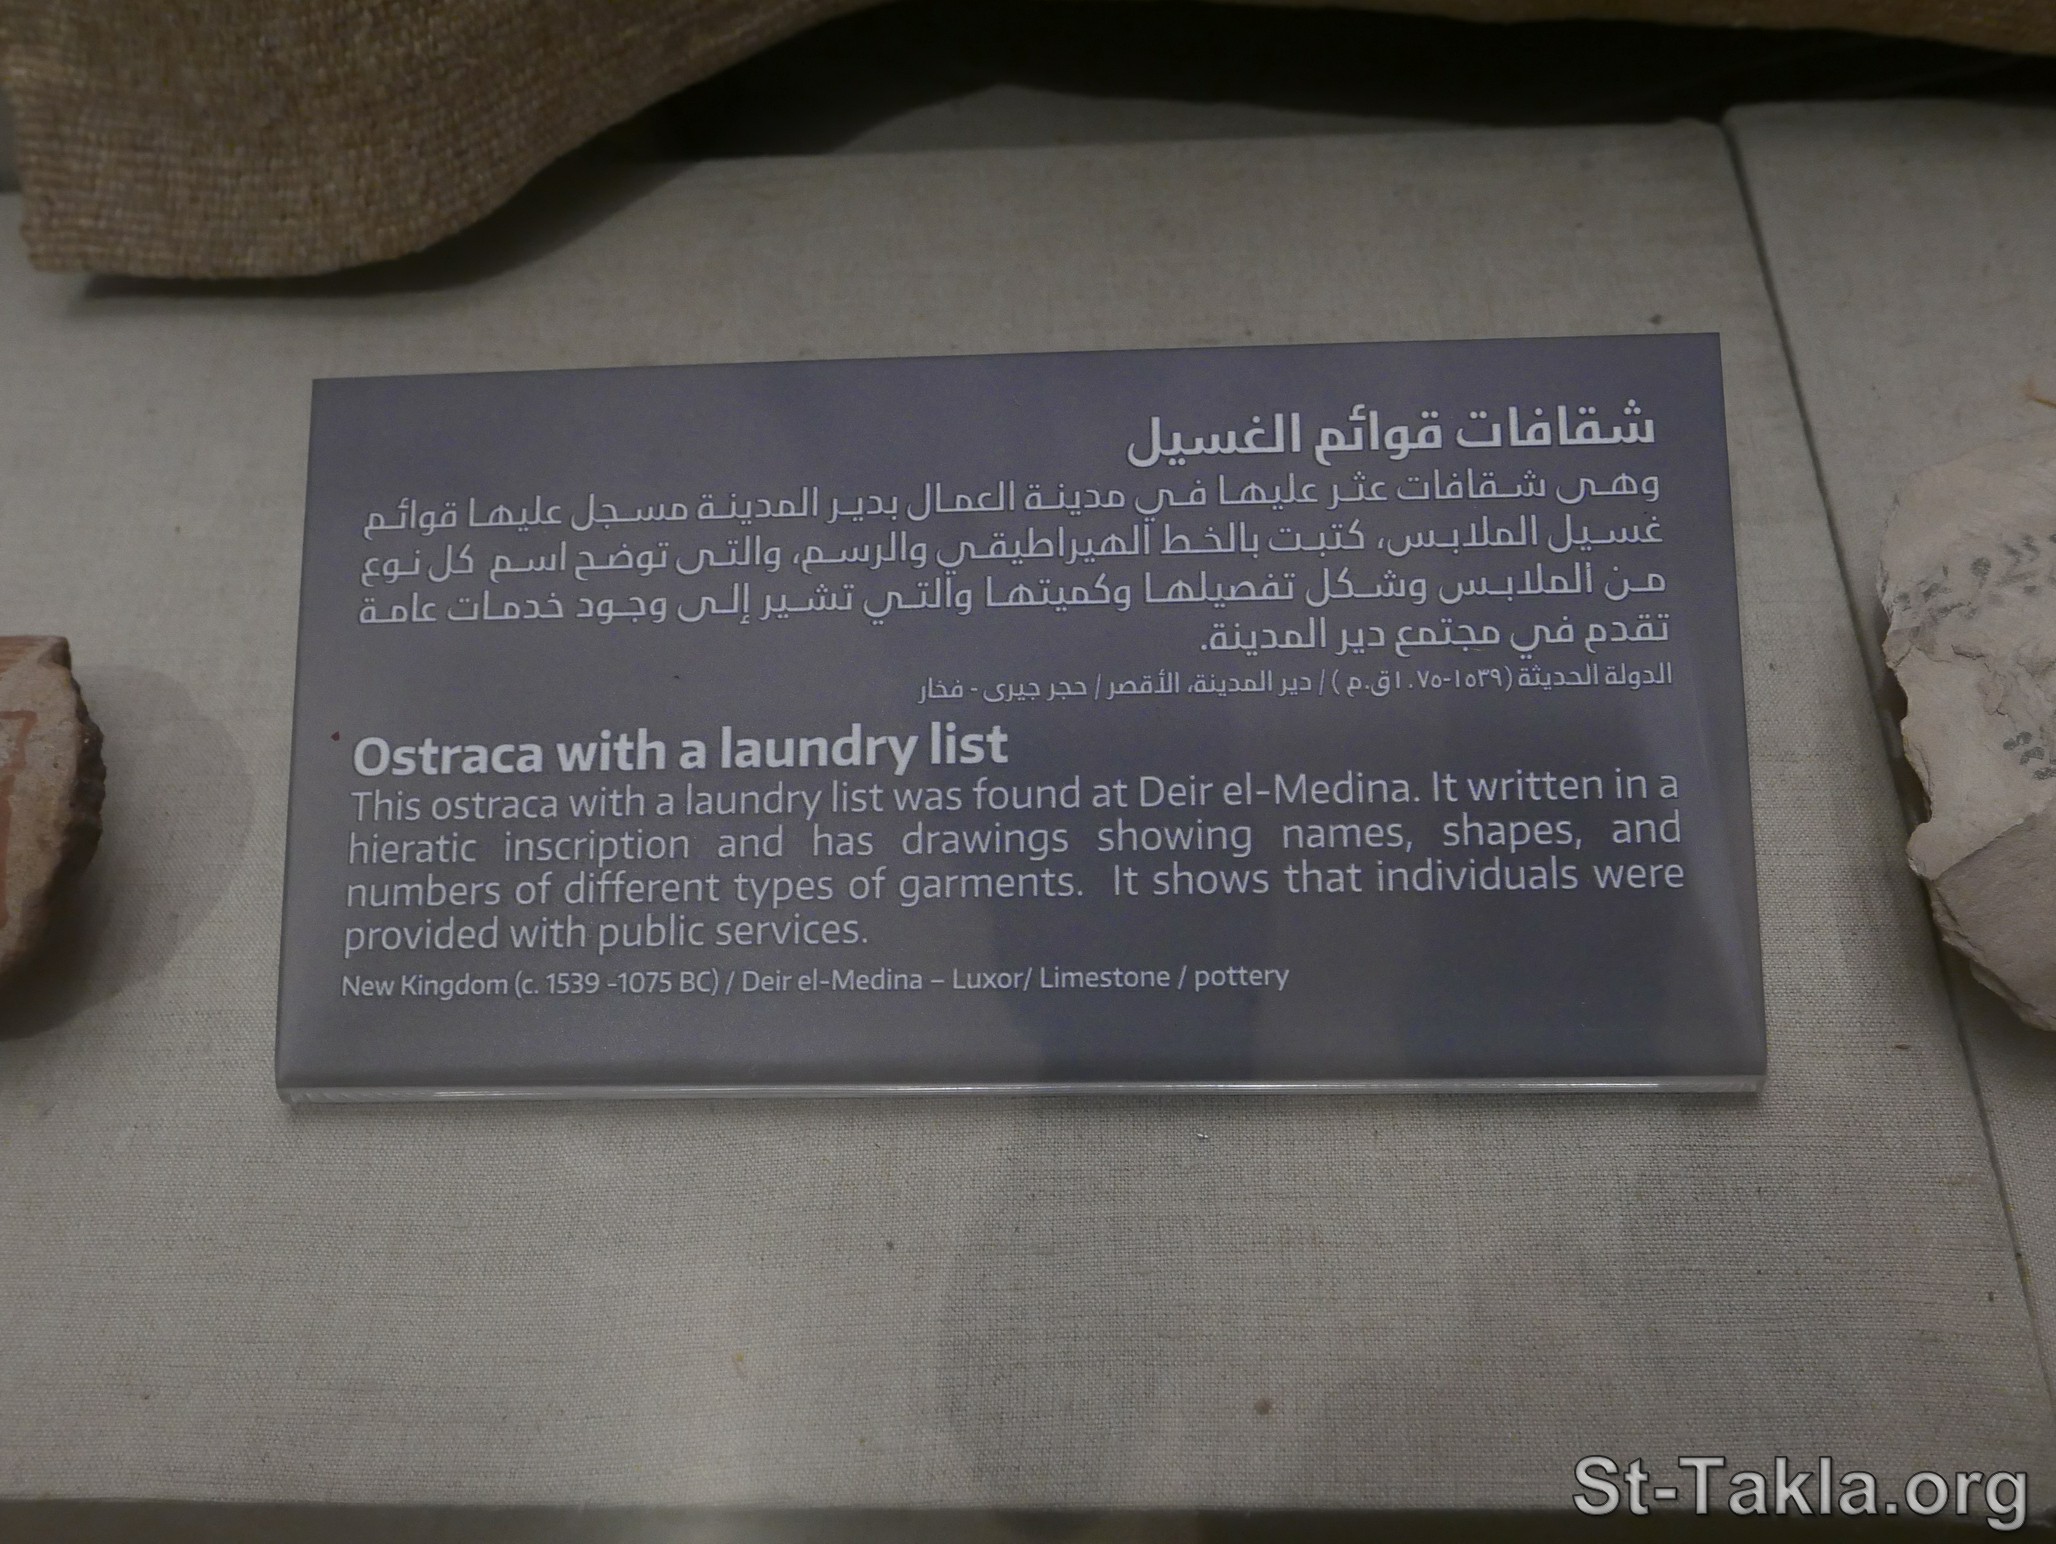 شقافات قوائم الغسيل
وهى شقافات عثر عليها في مدينة العمال بدير المدينة مسجل عليها قوائم
غسيل الملابس، كتبت بالخط الهيراطيقي والرسم، والتى توضح اسم كل نوع
من الملابس وشكل تفصيلها وكميتها والتي تشير إلى وجود خدمات عامة
تقدم في مجتمع دير المدينة.
الدولة الحديثة (١٥٣٩-١٠٧٥ق.م )/ دير المدينة، الأقصر/ حجر جيرى - فخار
Ostraca with a laundry list
This ostraca with a laundry list was found at Deir el-Medina. It written in a
hieratic inscription and has drawings showing names, shapes, and
numbers of different types of garments. It shows that individuals were
provided with public services.
New Kingdom (c. 1539 -1075 BC) / Deir el-Medina – Luxor/ Limestone / pottery
St-Takla.org